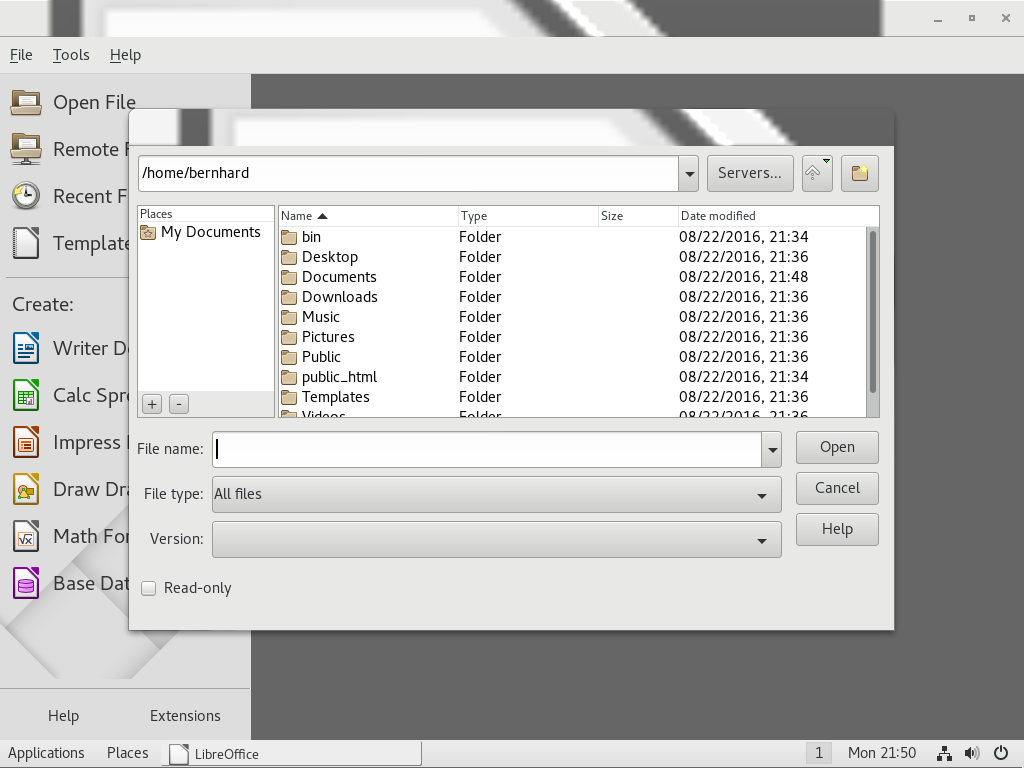 File Tools Help
Open File
Remote F
Recent F
Template
Create:
Writer D
Calc Spre
Impress
Draw Dra
Math For
Base Dat
Help Extensions
/home/bernhard
Servers...
Places
My Documents
+ -
Name Type Size Date modified
bin Folder 08/22/2016, 21:34
Desktop Folder 08/22/2016, 21:36
Documents Folder 08/22/2016, 21:48
Downloads Folder 08/22/2016, 21:36
Music Folder 08/22/2016, 21:36
Pictures Folder 08/22/2016, 21:36
Public Folder 08/22/2016, 21:36
public_html Folder 08/22/2016, 21:34
Templates Folder 08/22/2016, 21:36
Videos Folder 08/22/2016, 21:36
File name: Open
File type: All files Cancel
Version: Help
Read-only
Applications Places LibreOffice 1 Mon 21:50